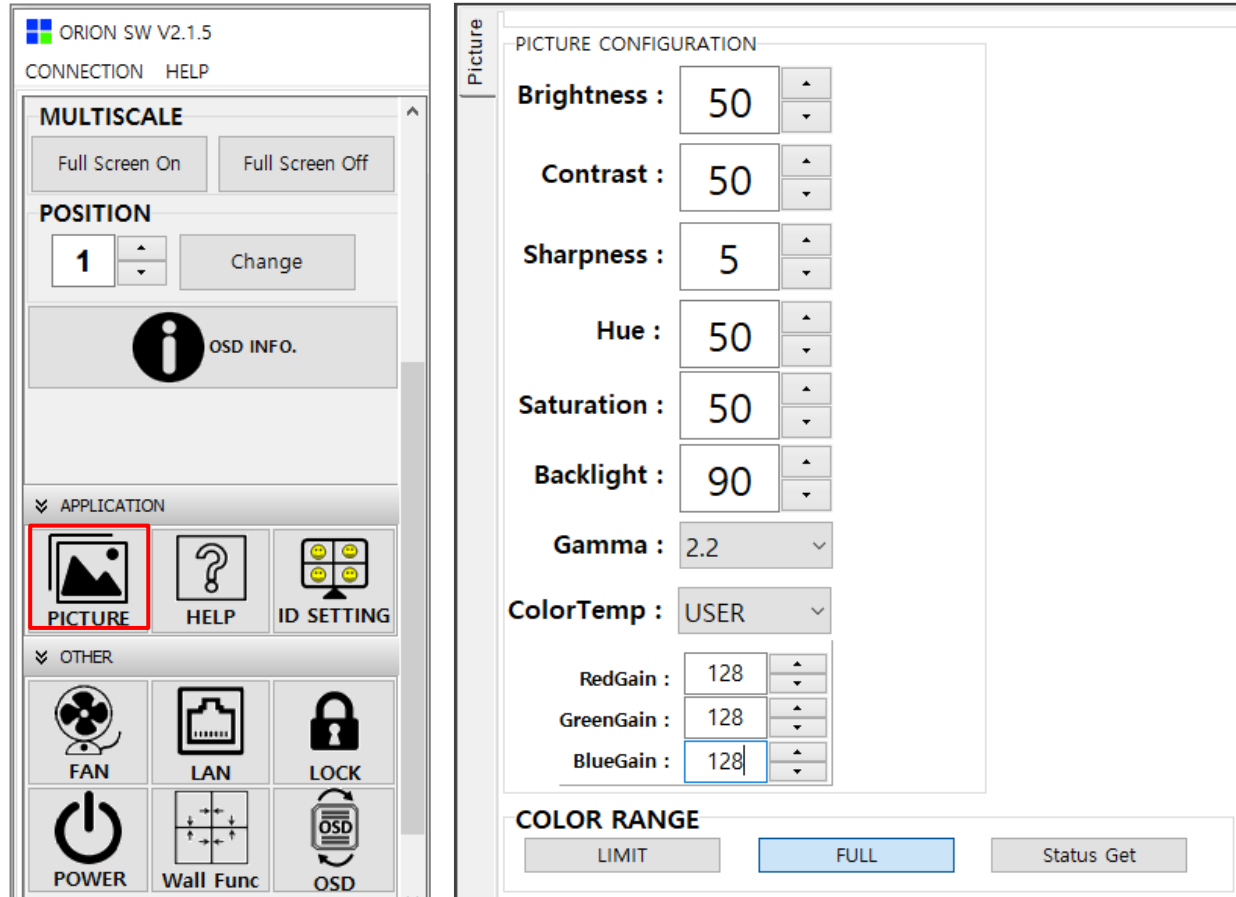 ORION SW V2.1.5
CONNECTION HELP
MULTISCALE
Full Screen On Full Screen Off
POSITION
1 Change
OSD INFO.
APPLICATION
PICTURE HELP ID SETTING
OTHER
FAN LAN LOCK
OSD
POWER Wall Func OSD
Picture
PICTURE CONFIGURATION
Brightness : 50
Contrast : 50
Sharpness : 5
Hue : 50
Saturation : 50
Backlight : 90
Gamma : 2.2
ColorTemp : USER
RedGain : 128
GreenGain : 128
BlueGain : 128
COLOR RANGE
LIMIT FULL Status Get